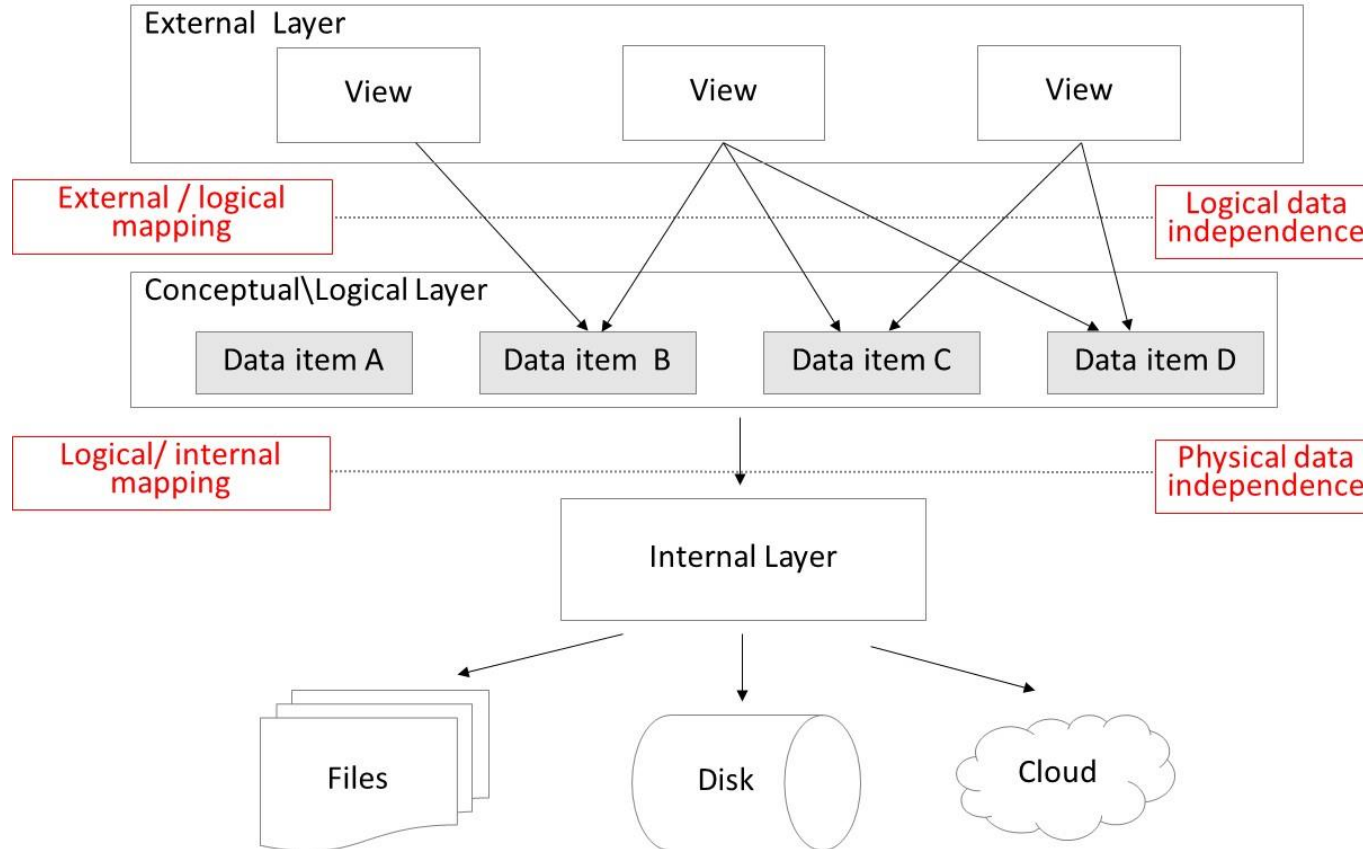 External Layer
View
View
View
External / logical
mapping
Logical data
independence
Conceptual\Logical Layer
Data item A
Data item B
Data item C
Data item D
Logical/ internal
mapping
Physical data
independence
Internal Layer
Files
Disk
Cloud